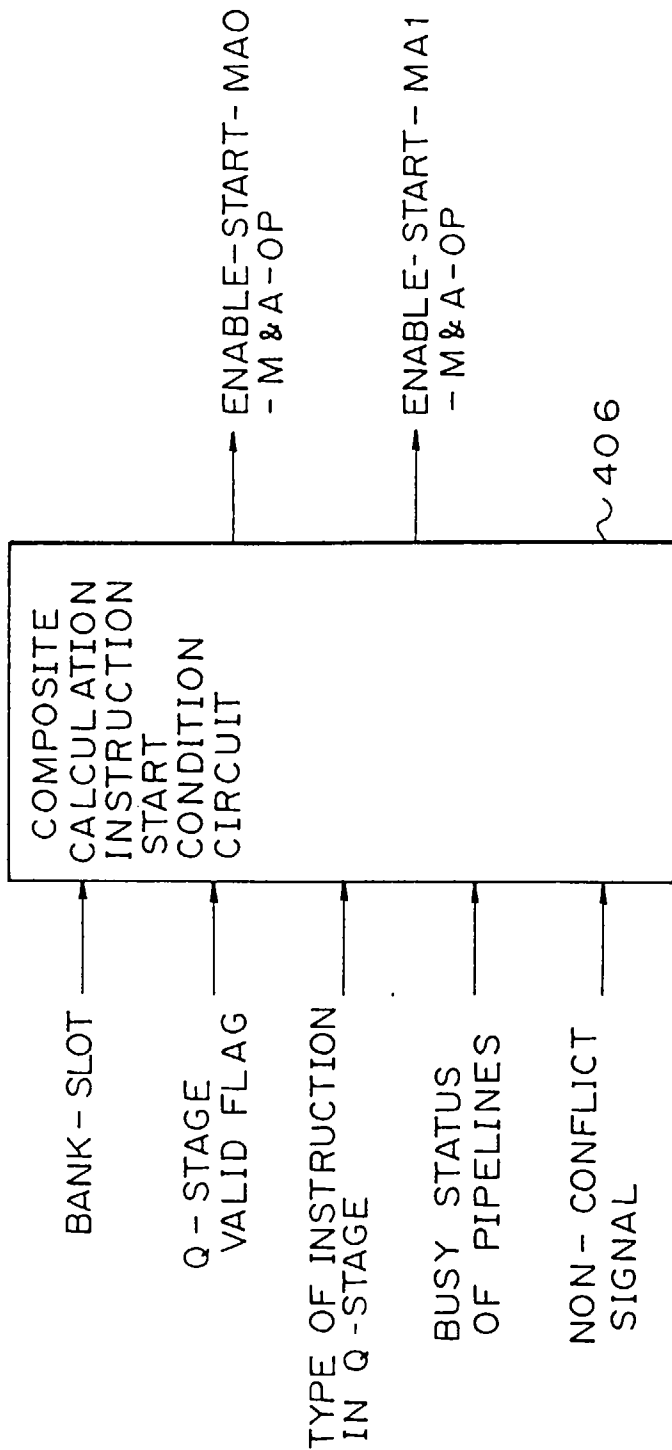 BANK-SLOT
Q-STAGE
VALID FLAG
TYPE OF INSTRUCTION
IN Q-STAGE
BUSY STATUS
OF PIPELINES
NON-CONFLICT
SIGNAL
COMPOSITE
CALCULATION
INSTRUCTION
START
CONDITION
CIRCUIT
406
ENABLE-START-MA0
-M&A-OP
ENABLE-START-MA1
-M&A-OP